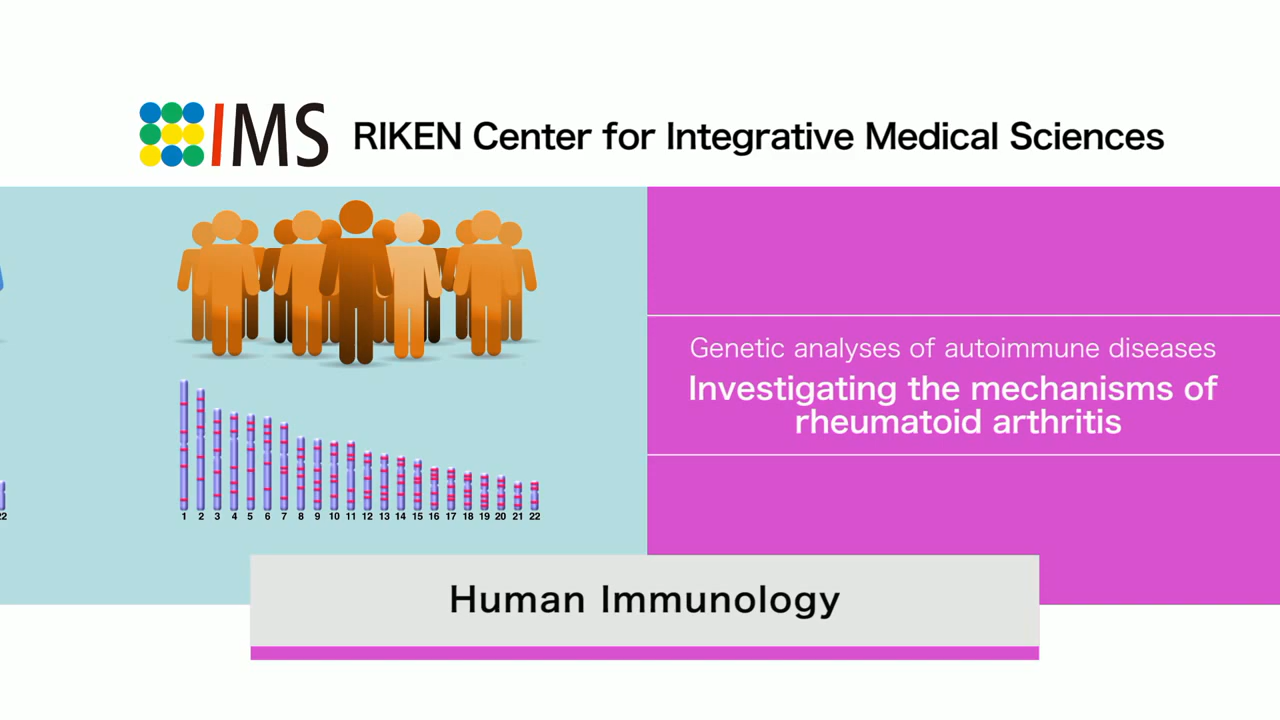 IMS RIKEN Center for Integrative Medical Sciences
Genetic analyses of autoimmune diseases
Investigating the mechanisms of
rheumatoid arthritis
22
1 2 3 4 5 6 7 8 9 10 11 12 13 14 15 16 17 18 19 20 21 22
Human Immunology